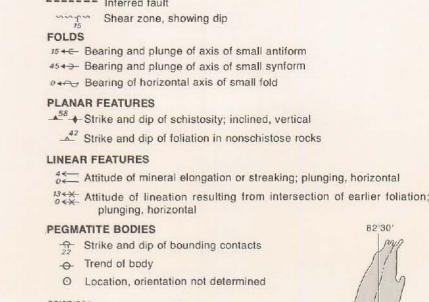 Inferred fault
15 Shear zone, showing dip
FOLDS
15 Bearing and plunge of axis of small antiform
45 Bearing and plunge of axis of small synform
0 Bearing of horizontal axis of small fold
PLANAR FEATURES
58 Strike and dip of schistosity; inclined, vertical
42 Strike and dip of foliation in nonschistose rocks
LINEAR FEATURES
4 0 Attitude of mineral elongation or streaking; plunging, horizontal
13 0 Attitude of lineation resulting from intersection of earlier foliation;
plunging, horizontal
PEGMATITE BODIES
22 Strike and dip of bounding contacts
Trend of body
Location, orientation not determined
82°30'